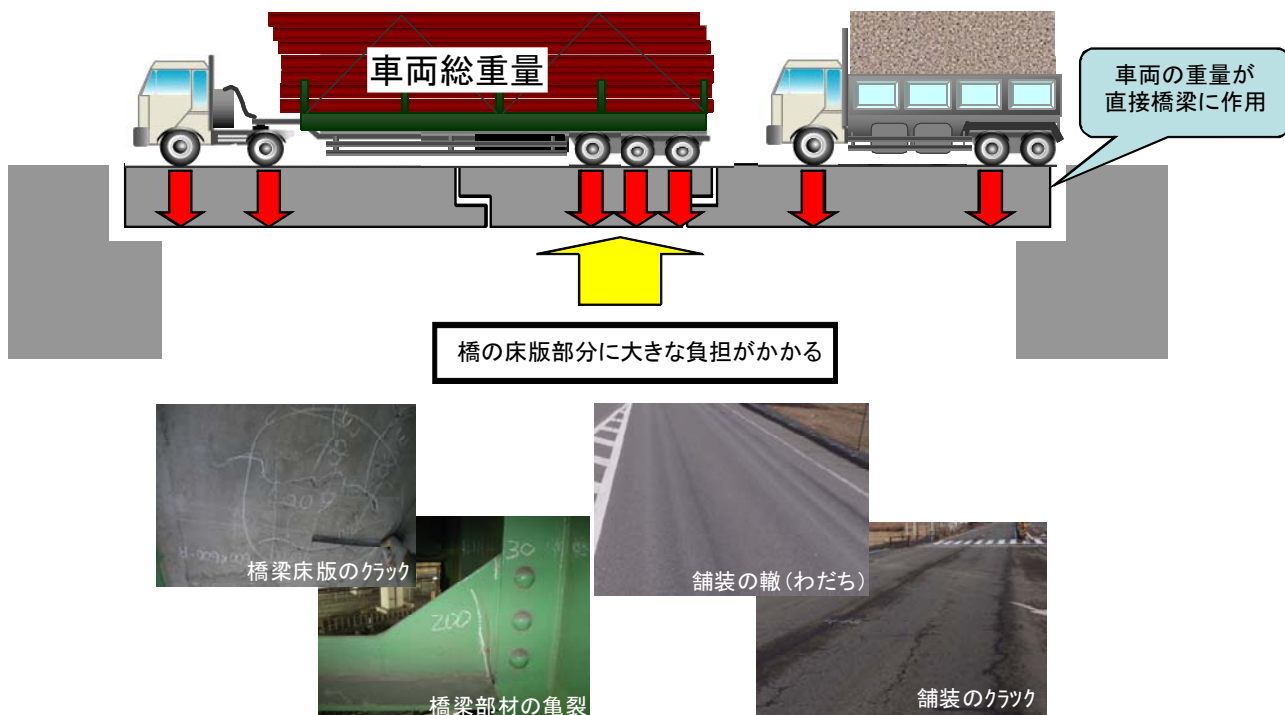 車両総重量
車両の重量が
直接橋梁に作用
橋の床版部分に大きな負担がかかる
橋梁床版のクラック
舗装の轍(わだち)
30
200
橋梁部材の亀裂
舗装のクラック